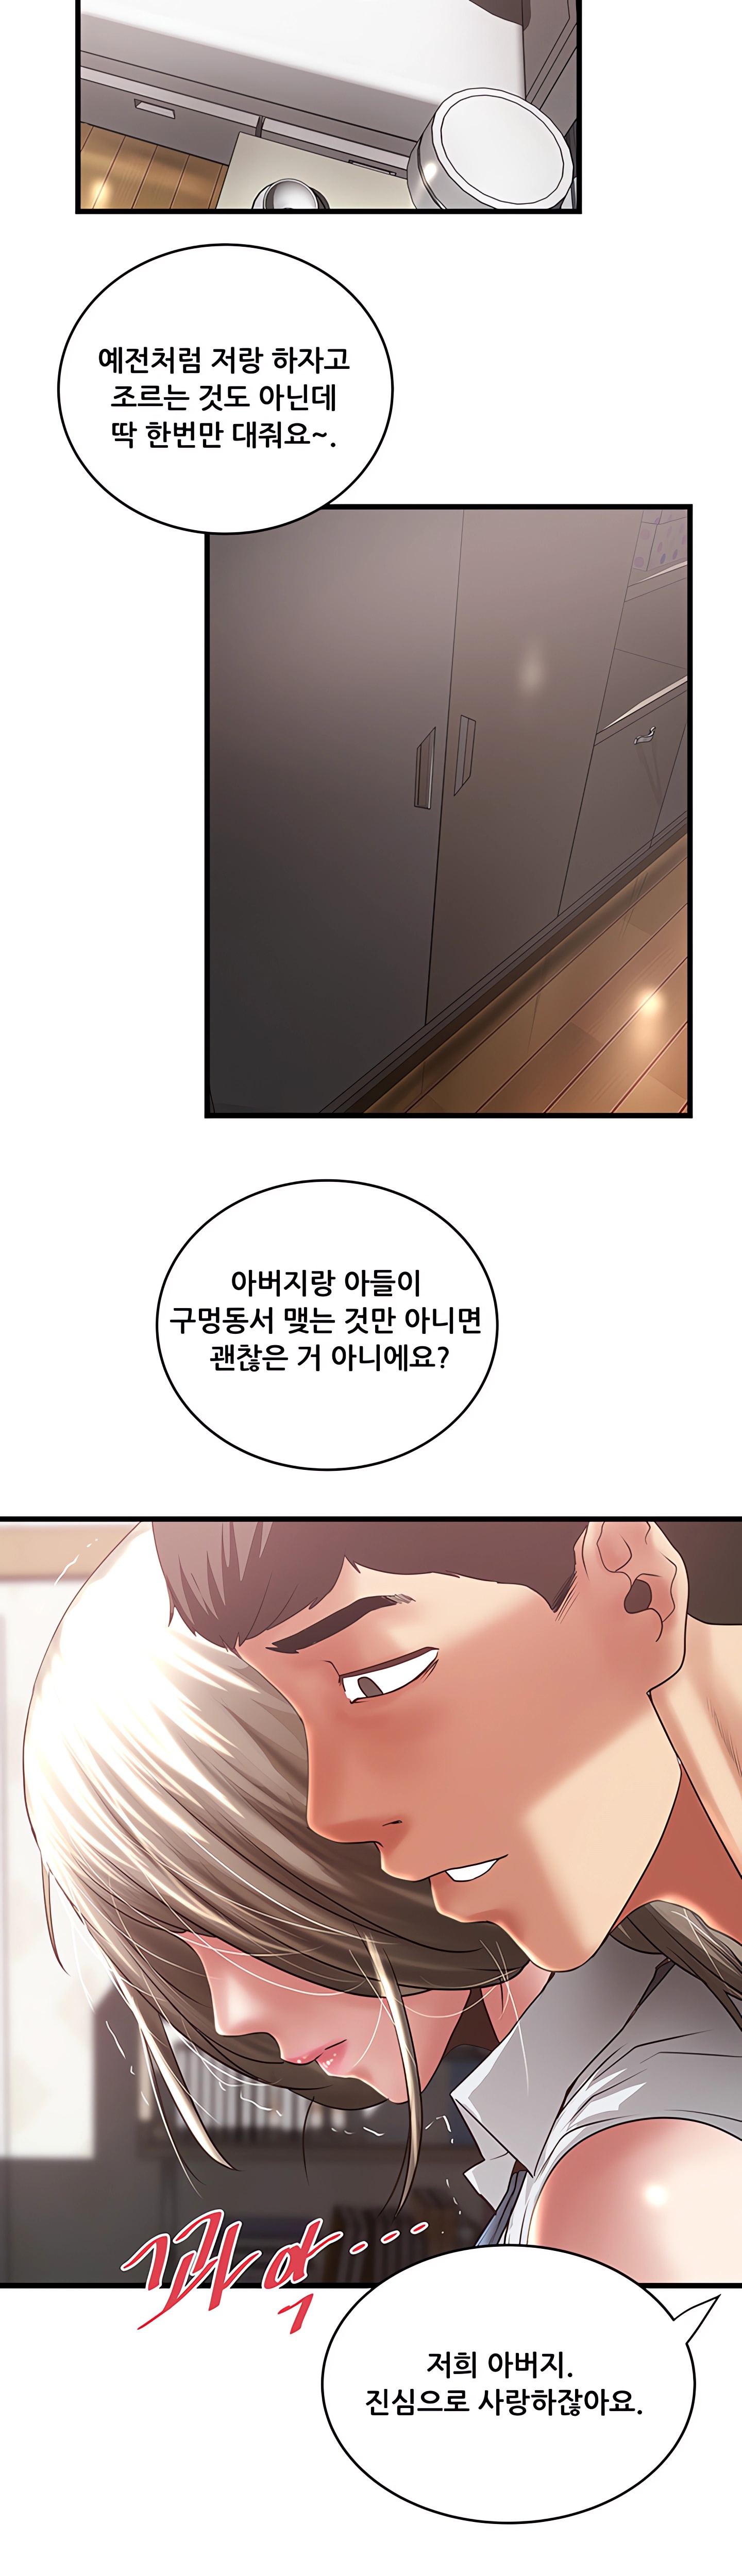 예전처럼 저랑 하자고
조르는 것도 아닌데
딱 한번만 대줘요~.
아버지랑 아들이
구멍동서 맺는 것만 아니면
괜찮은 거 아니에요?
꽈악...
저희 아버지.
진심으로 사랑하잖아요.